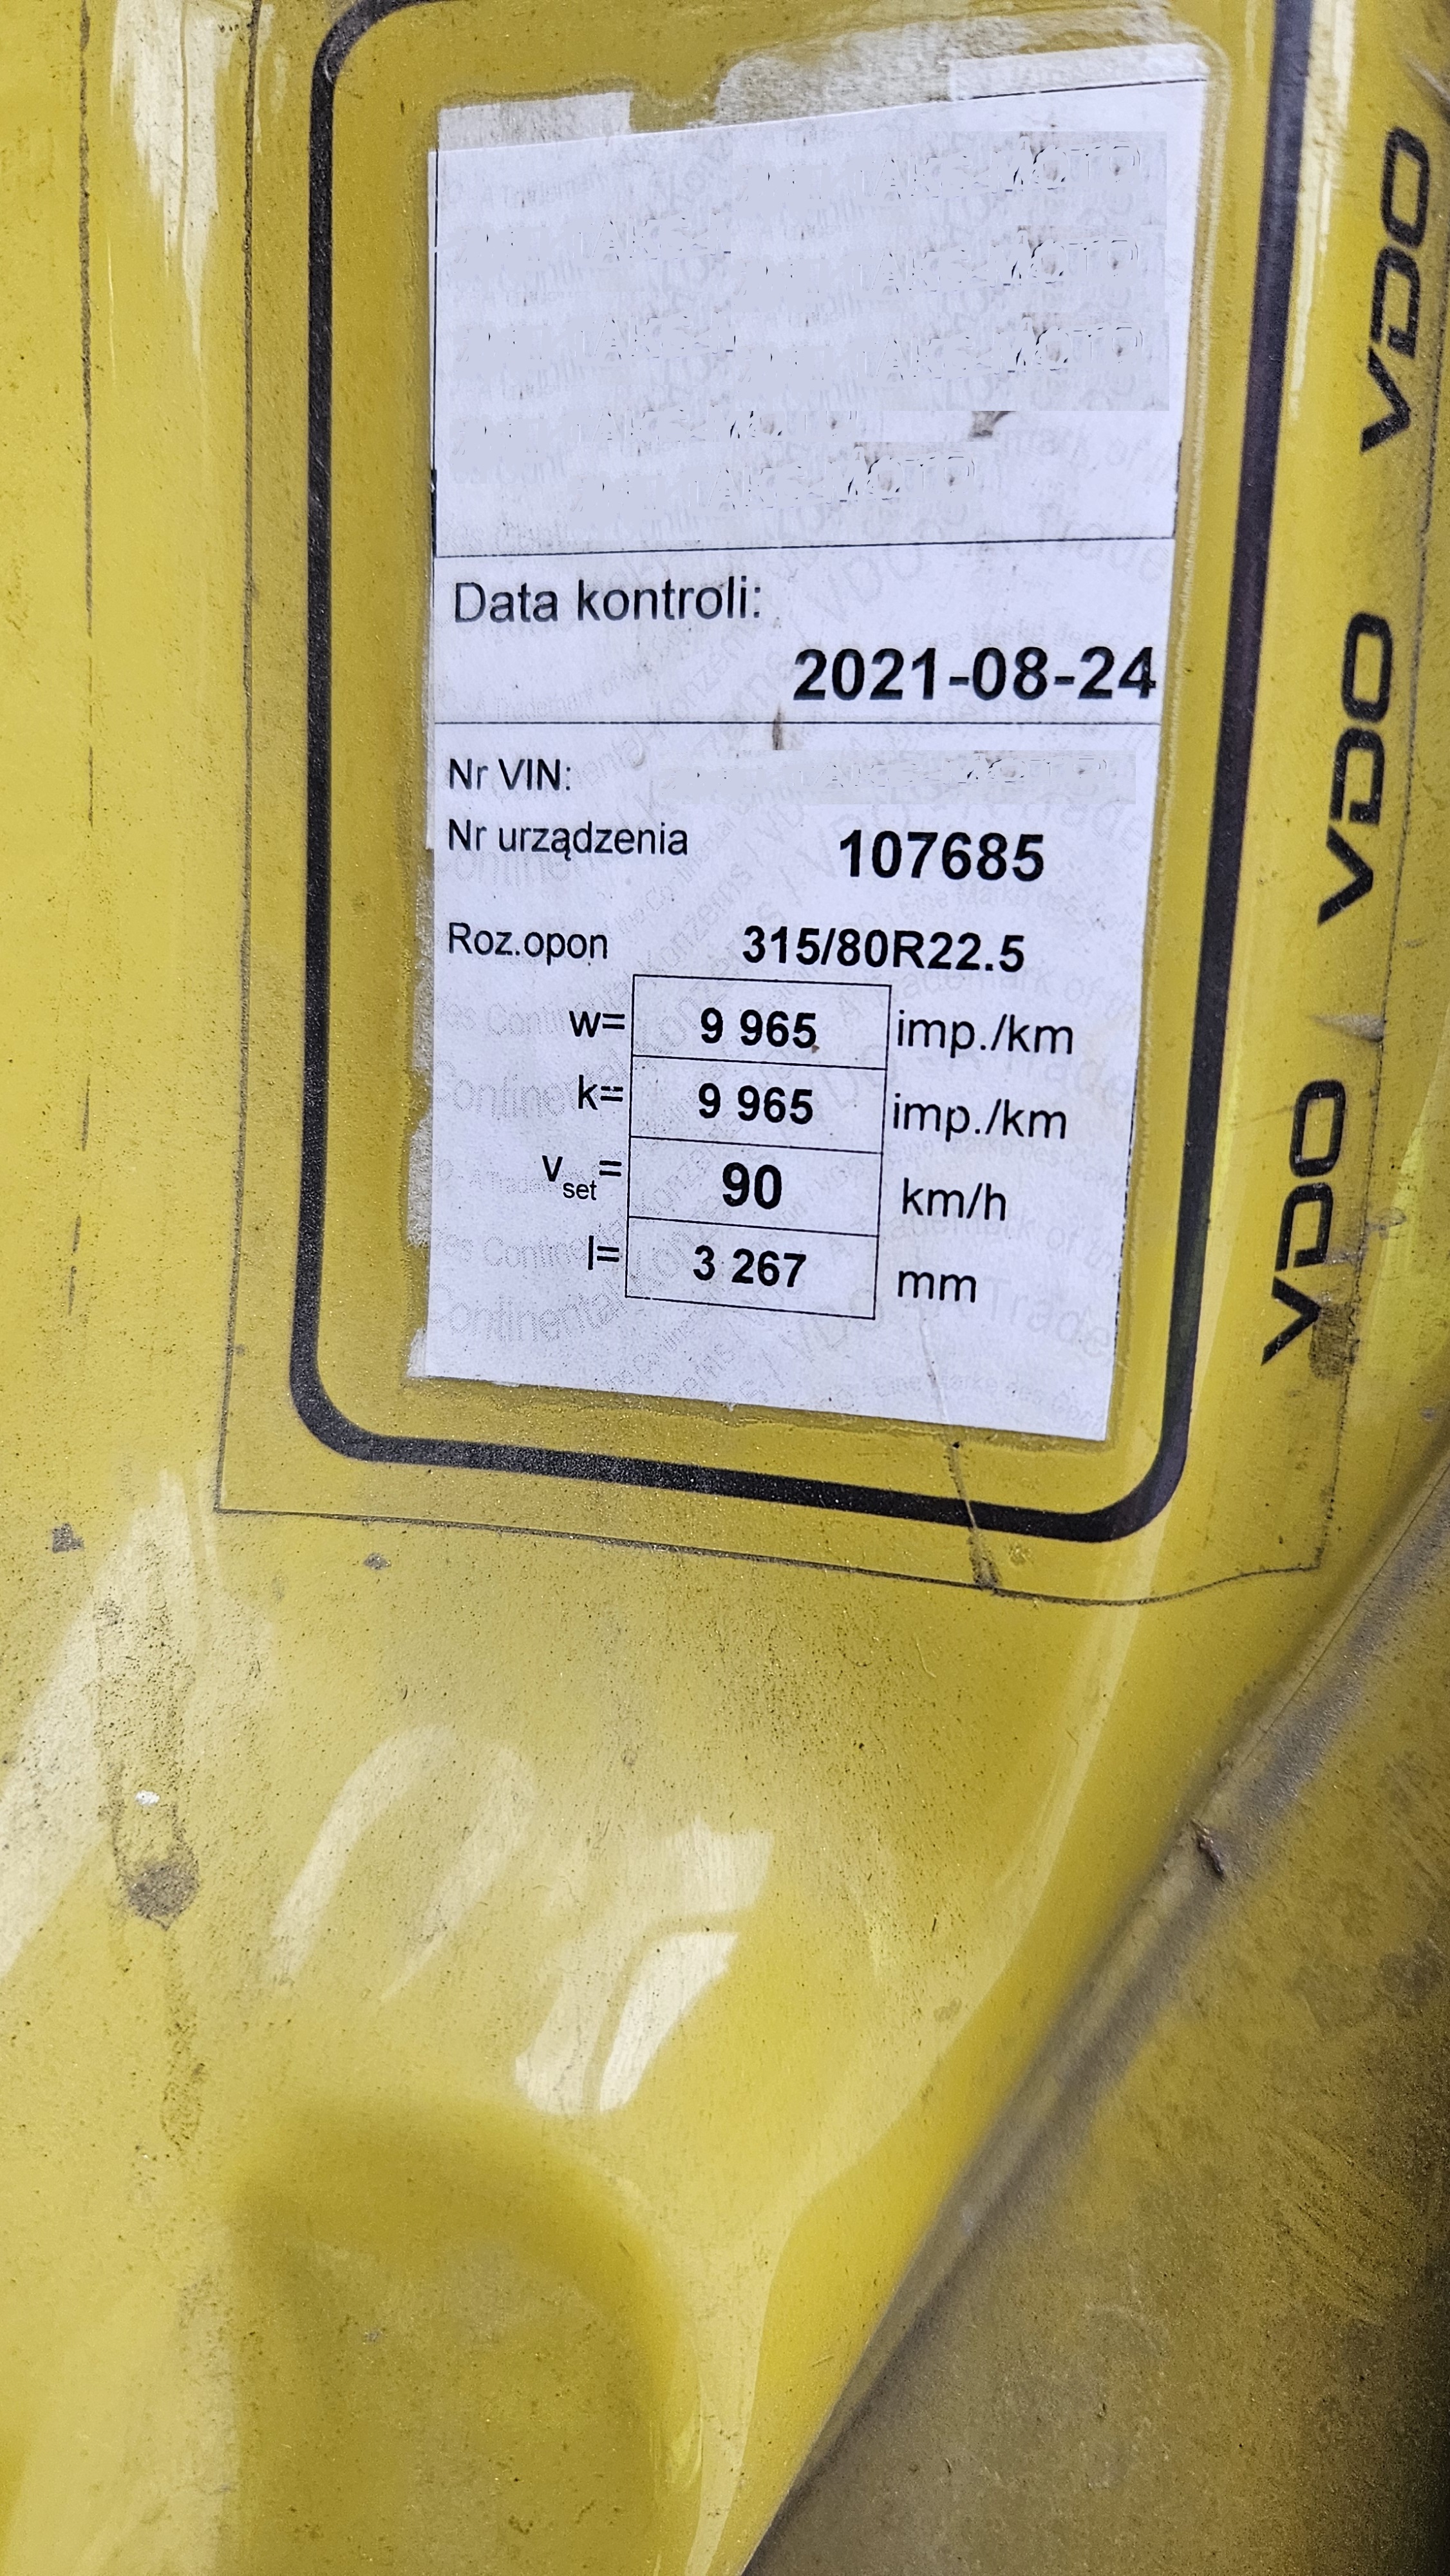 Data kontroli:
2021-08-24
Nr VIN:
Nr urządzenia 107685
Roz.opon 315/80R22.5
w= 9 965 imp./km
k= 9 965 imp./km
vset= 90 km/h
l= 3 267 mm
VDO
VDO
VDO